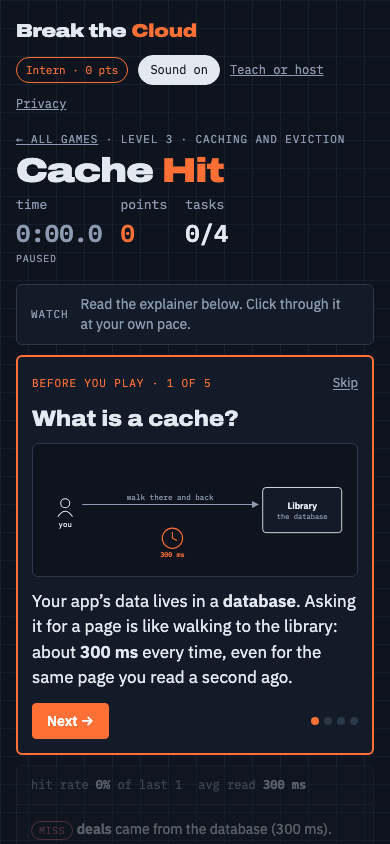 Break the Cloud
Intern · 0 pts
Sound on
Teach or host
Privacy
← ALL GAMES · LEVEL 3 · CACHING AND EVICTION
Cache Hit
time points tasks
0:00.0 0 0/4
PAUSED
WATCH
Read the explainer below. Click through it
at your own pace.
BEFORE YOU PLAY · 1 OF 5
Skip
What is a cache?
walk there and back
you
Library
the database
300 ms
Your app’s data lives in a database. Asking
it for a page is like walking to the library:
about 300 ms every time, even for the
same page you read a second ago.
Next →
hit rate 0% of last 1 avg read 300 ms
MISS deals came from the database (300 ms).